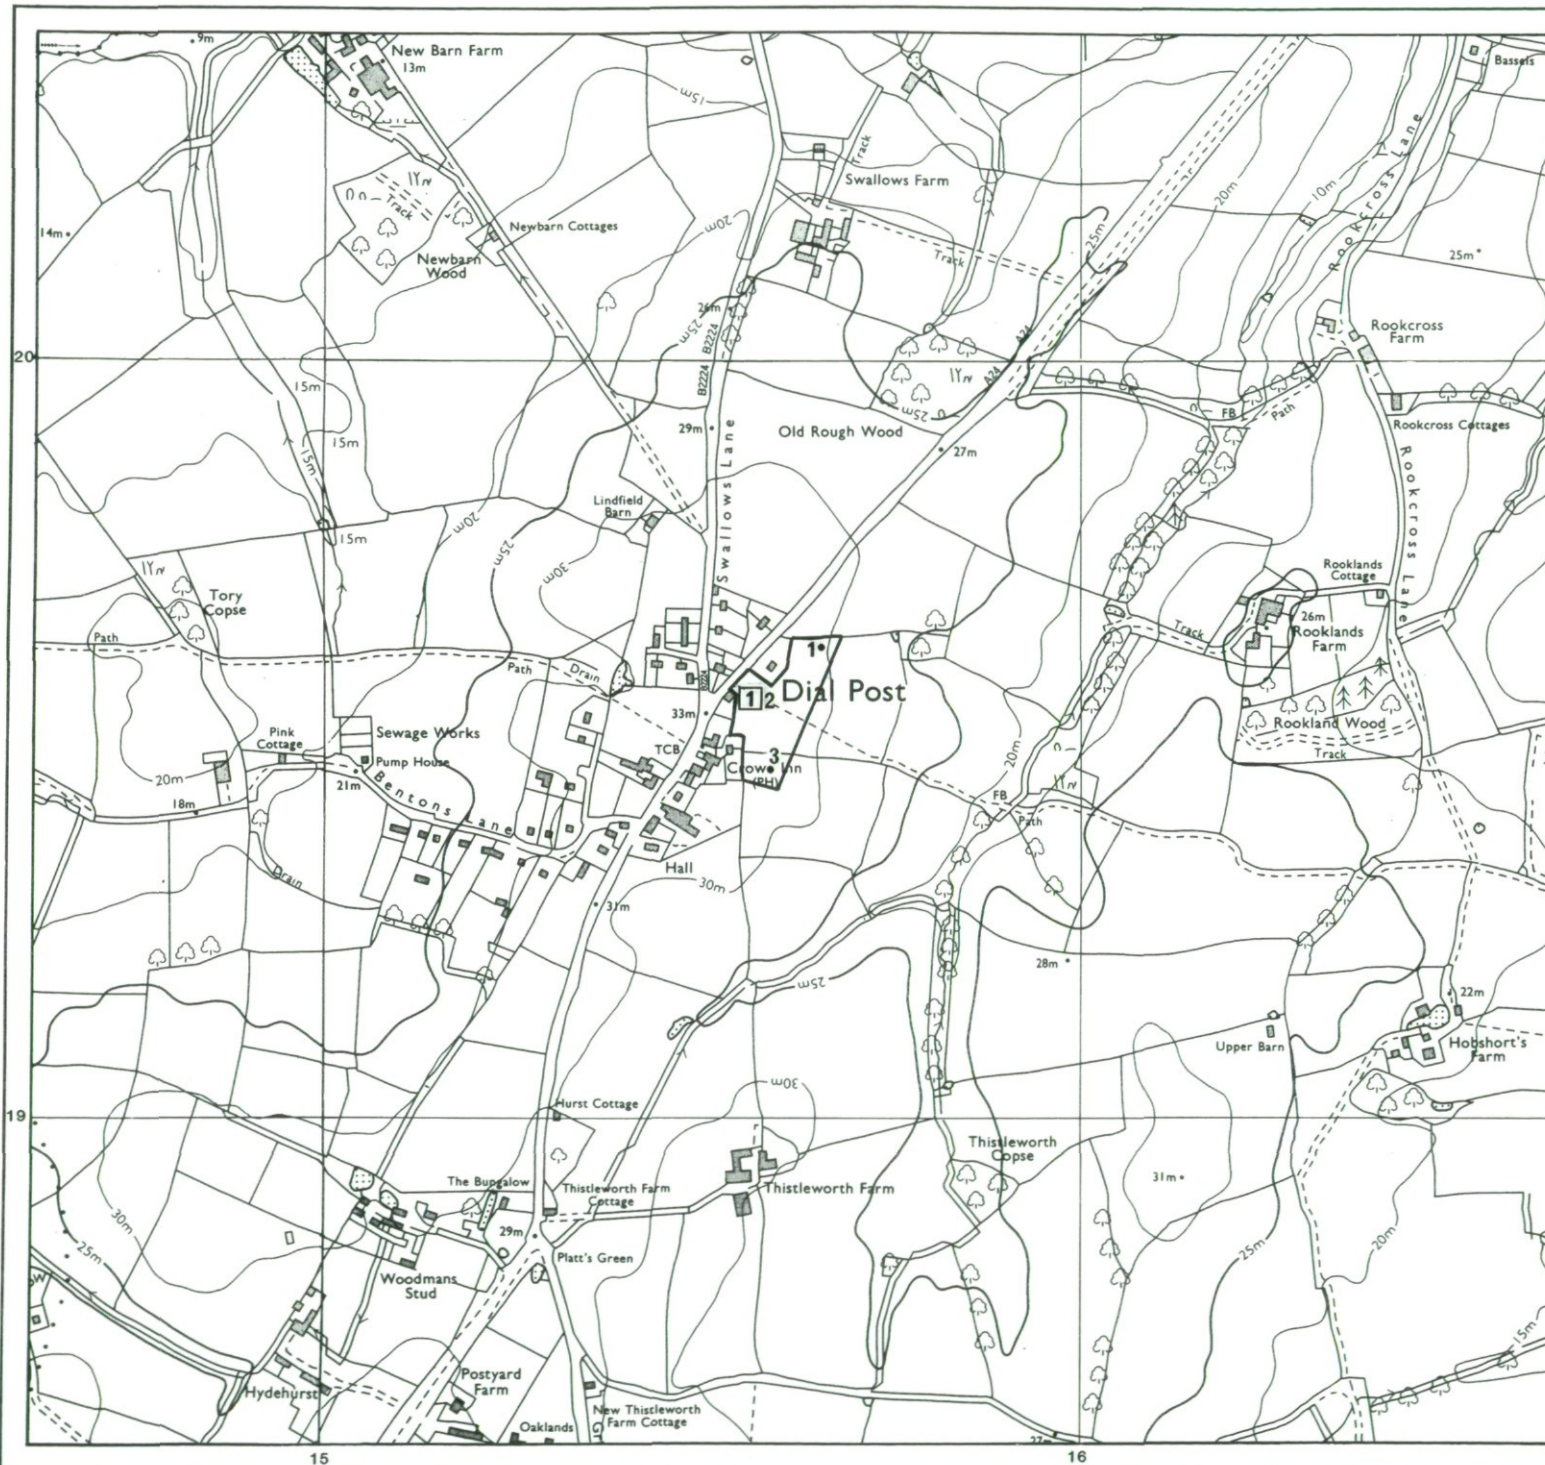 9m
New Barn Farm
13m
Bassets
15m
Track
Rookcross Lane
10m
20m
Swallows Farm
Track
Newbarn Cottages
14m
20m
25m
25m
Track
Newbarn
Wood
26m
25m
B2224
B2224
A24
A24
Rookcross
Farm
20
15m
25m
FB
Path
Old Rough Wood
29m
27m
Rookcross Cottages
Swallows Lane
15m
15m
15m
20m
25m
30m
Lindfield
Barn
Rookcross Lane
Tory
Copse
Rooklands
Cottage
26m
Rooklands
Farm
Track
Path
Path
Drain
B2224
1
1
2
Dial Post
33m
Rookland Wood
Track
Pink
Cottage
Sewage Works
Pump House
TCB
3
Crown Inn
(PH)
20m
20m
21m
18m
Bentons Lane
FB
Path
Drain
Hall
30m
31m
28m
25m
22m
Upper Barn
Hobshort's
Farm
30m
19
Hurst Cottage
Thistleworth
Copse
The Bungalow
Thistleworth Farm
Cottage
Thistleworth Farm
31m
30m
25m
29m
Platt's Green
25m
20m
W
Woodmans
Stud
15m
Hydehurst
Postyard
Farm
Oaklands
New Thistleworth
Farm Cottage
27m
15
16